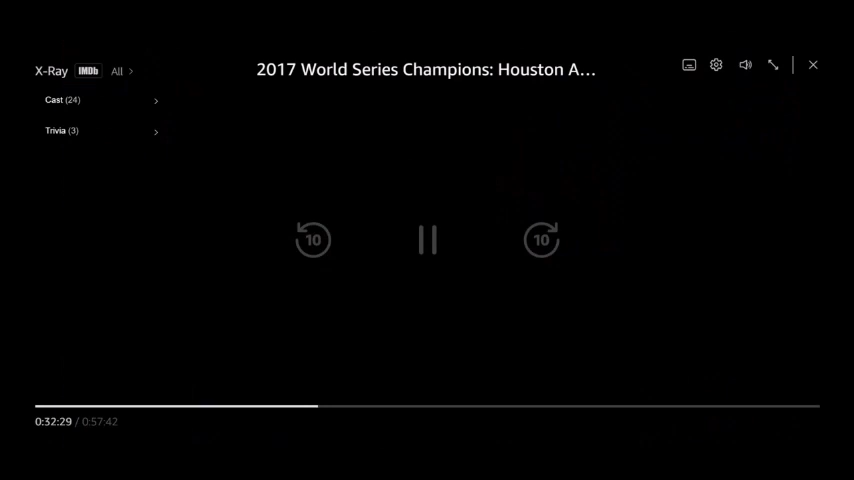 X-Ray IMDb All
2017 World Series Champions: Houston A...
Cast (24)
Trivia (3)
10
10
0:32:29 / 0:57:42